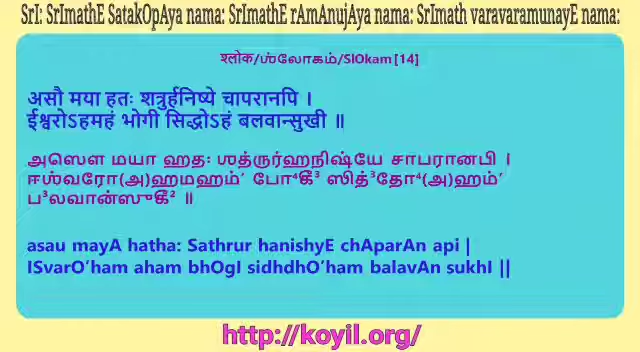 SrI: SrImathE SatakOpAya nama: SrImathE rAmAnujAya nama: SrImath varavaramunayE nama:
श्लोक/ஶ்லோகம்/SlOkam [14]
असौ मया हतः शत्रुर्हनिष्ये चापरानपि ।
ईश्वरोऽहमहं भोगी सिद्धोऽहं बलवान्सुखी ॥
அஸௌ மயா ஹத꞉ ஶத்ருர்ஹநிஷ்யே சாபரானபி ।
ஈஶ்வரோ(அ)ஹமஹம்ʼ போ⁴கீ³ ஸித்³தோ⁴(அ)ஹம்ʼ
ப³லவான்ஸுகீ² ॥
asau mayA hatha: Sathrur hanishyE chAparAn api |
ISvarO'ham aham bhOgI sidhdhO'ham balavAn sukhI ||
http://koyil.org/